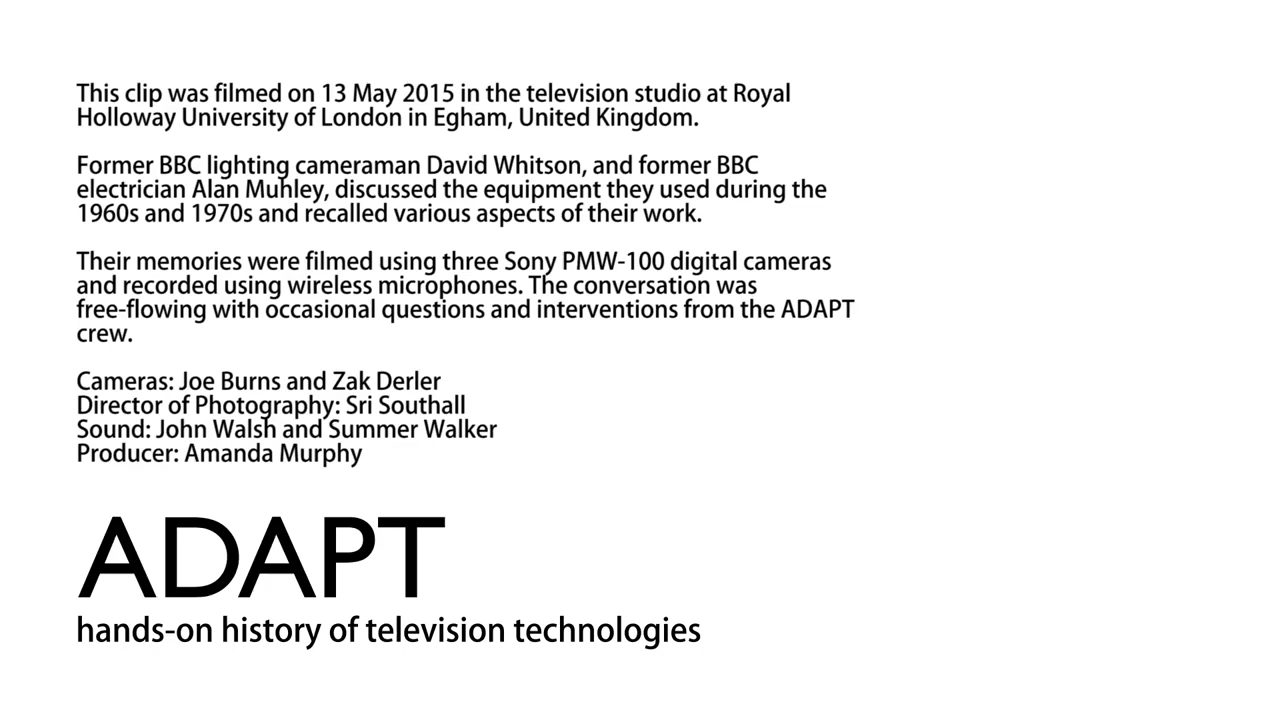 This clip was filmed on 13 May 2015 in the television studio at Royal
Holloway University of London in Egham, United Kingdom.
Former BBC lighting cameraman David Whitson, and former BBC
electrician Alan Muhley, discussed the equipment they used during the
1960s and 1970s and recalled various aspects of their work.
Their memories were filmed using three Sony PMW-100 digital cameras
and recorded using wireless microphones. The conversation was
free-flowing with occasional questions and interventions from the ADAPT
crew.
Cameras: Joe Burns and Zak Derler
Director of Photography: Sri Southall
Sound: John Walsh and Summer Walker
Producer: Amanda Murphy
ADAPT
hands-on history of television technologies